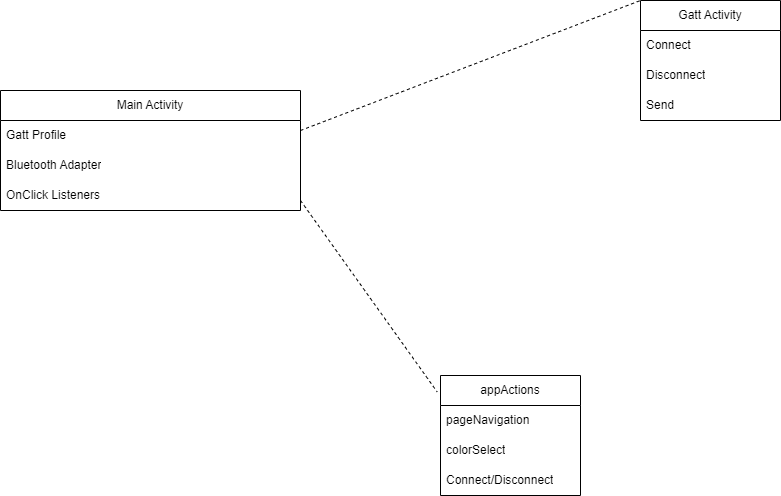 Gatt Activity
Connect
Disconnect
Send
Main Activity
Gatt Profile
Bluetooth Adapter
OnClick Listeners
appActions
pageNavigation
colorSelect
Connect/Disconnect